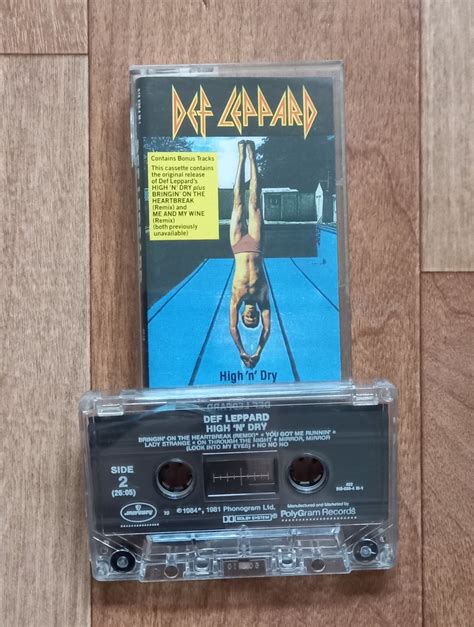 DEF LEPPARD
Contains Bonus Tracks
This cassette contains
the original release
of Def Leppard's
HIGH 'N' DRY plus
BRINGIN' ON THE
HEARTBREAK
(Remix) and
ME AND MY WINE
(Remix)
(both previously
unavailable)
High 'n' Dry
DEF LEPPARD
HIGH 'N' DRY
BRINGIN' ON THE HEARTBREAK (REMIX)* • YOU GOT ME RUNNIN' •
LADY STRANGE • ON THROUGH THE NIGHT • MIRROR, MIRROR
(LOOK INTO MY EYES) • NO NO NO
SIDE
2
(26:05)
mercury
©1984*, 1981 Phonogram Ltd.
DOLBY SYSTEM
Manufactured and Marketed by
PolyGram Records